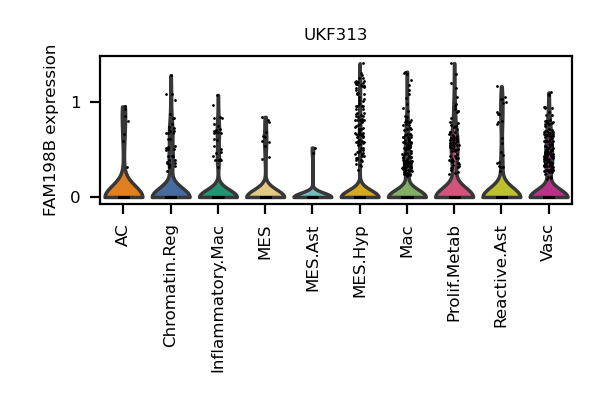 UKF313
FAM198B expression
1
0
AC
Chromatin.Reg
Inflammatory.Mac
MES
MES.Ast
MES.Hyp
Mac
Prolif.Metab
Reactive.Ast
Vasc